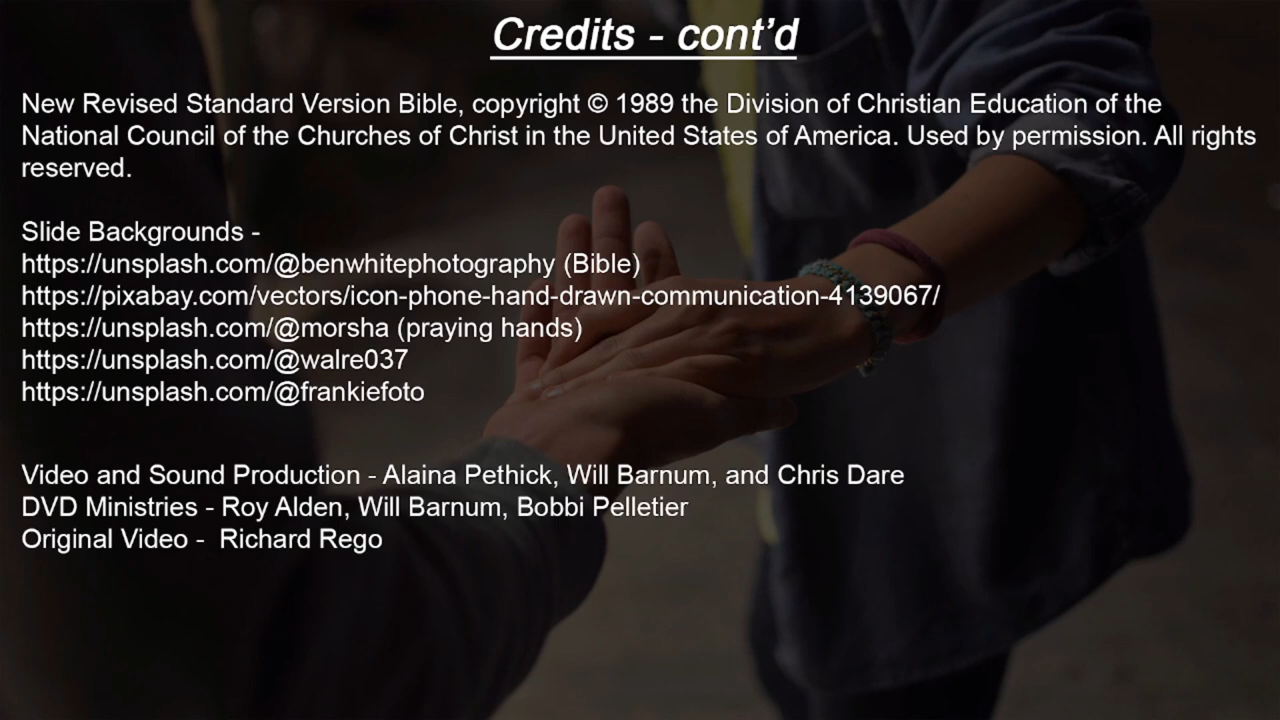 Credits - cont’d
New Revised Standard Version Bible, copyright © 1989 the Division of Christian Education of the
National Council of the Churches of Christ in the United States of America. Used by permission. All rights
reserved.
Slide Backgrounds -
https://unsplash.com/@benwhitephotography (Bible)
https://pixabay.com/vectors/icon-phone-hand-drawn-communication-4139067/
https://unsplash.com/@morsha (praying hands)
https://unsplash.com/@walre037
https://unsplash.com/@frankiefoto
Video and Sound Production - Alaina Pethick, Will Barnum, and Chris Dare
DVD Ministries - Roy Alden, Will Barnum, Bobbi Pelletier
Original Video -  Richard Rego